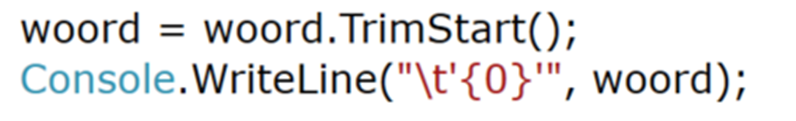 woord = woord.TrimStart();
Console.WriteLine("\t'{0}'", woord);